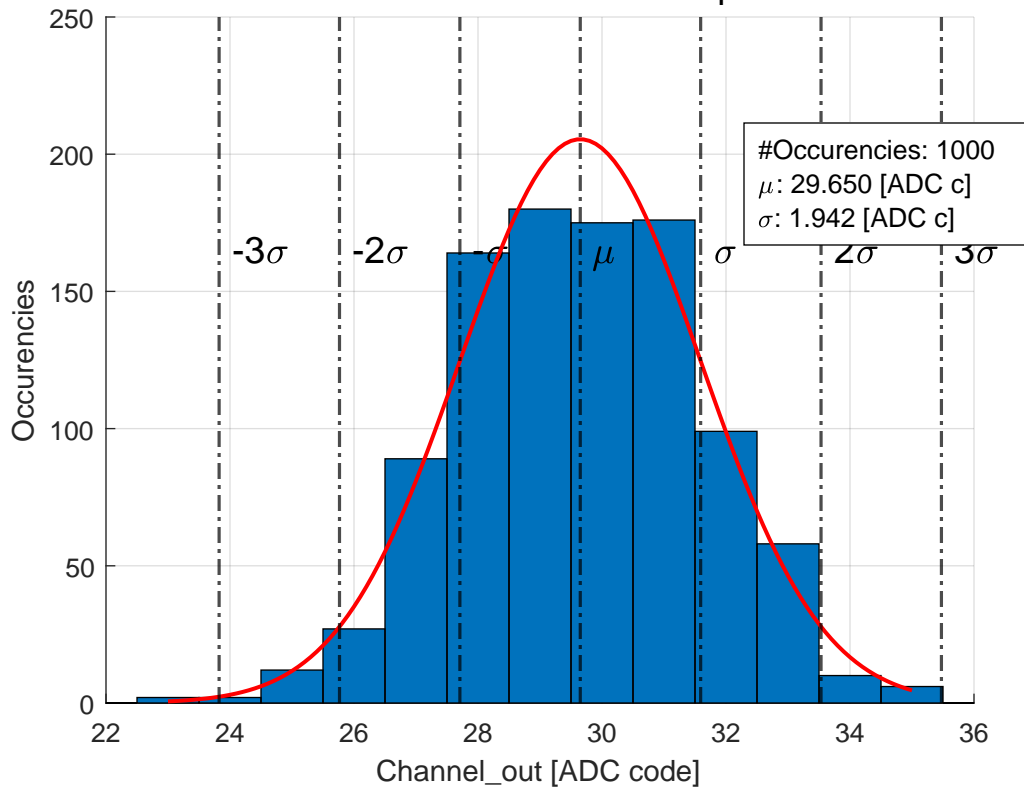 250
200
150
100
50
0
#Occurencies: 1000
μ: 29.650 [ADC c]
σ: 1.942 [ADC c]
-3σ
-2σ
-σ
μ
σ
2σ
3σ
Occurencies
22
24
26
28
30
32
34
36
Channel_out [ADC code]